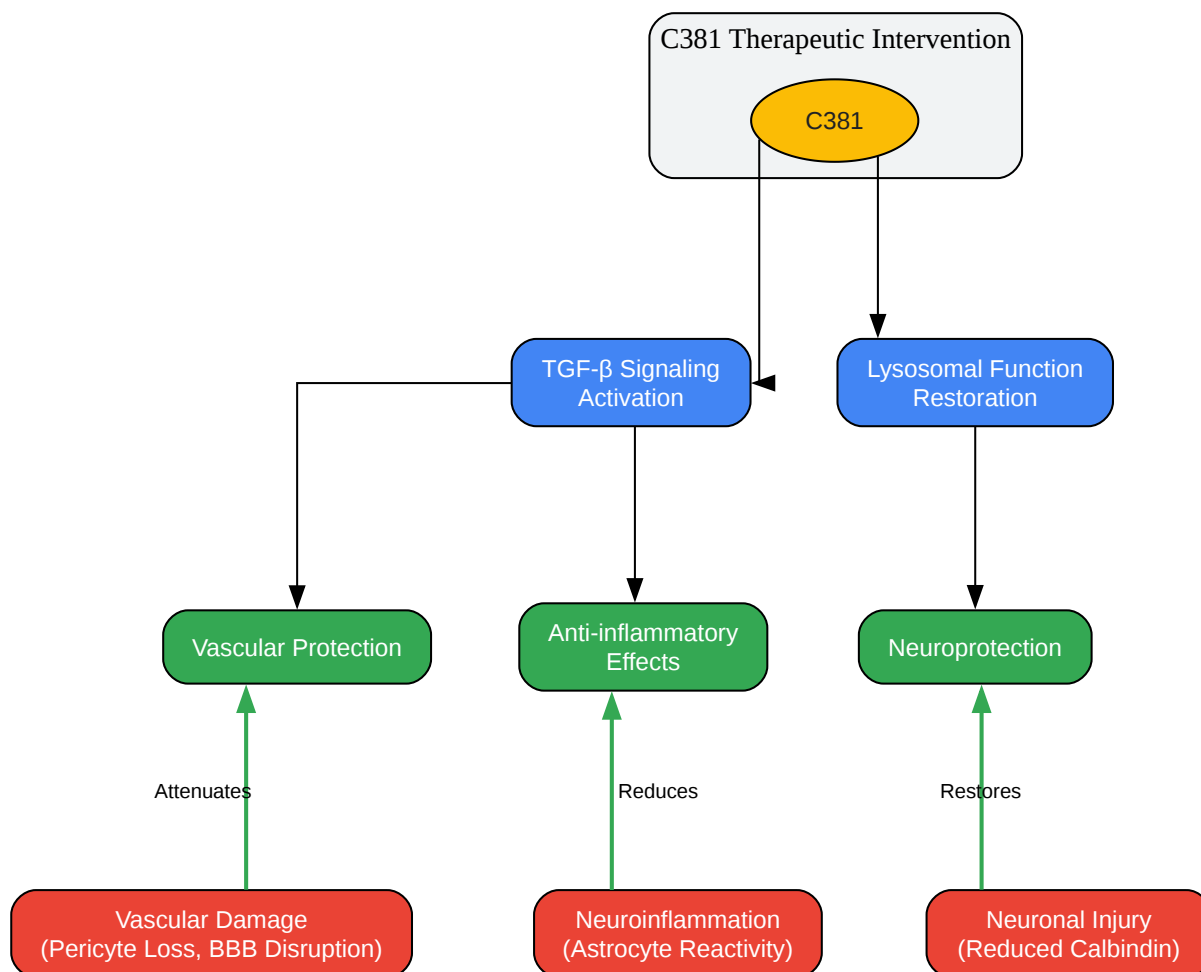 C381 Therapeutic Intervention
C381
TGF-β Signaling
Activation
Lysosomal Function
Restoration
Vascular Protection
Anti-inflammatory
Effects
Neuroprotection
Attenuates
Reduces
Restores
Vascular Damage
(Pericyte Loss, BBB Disruption)
Neuroinflammation
(Astrocyte Reactivity)
Neuronal Injury
(Reduced Calbindin)